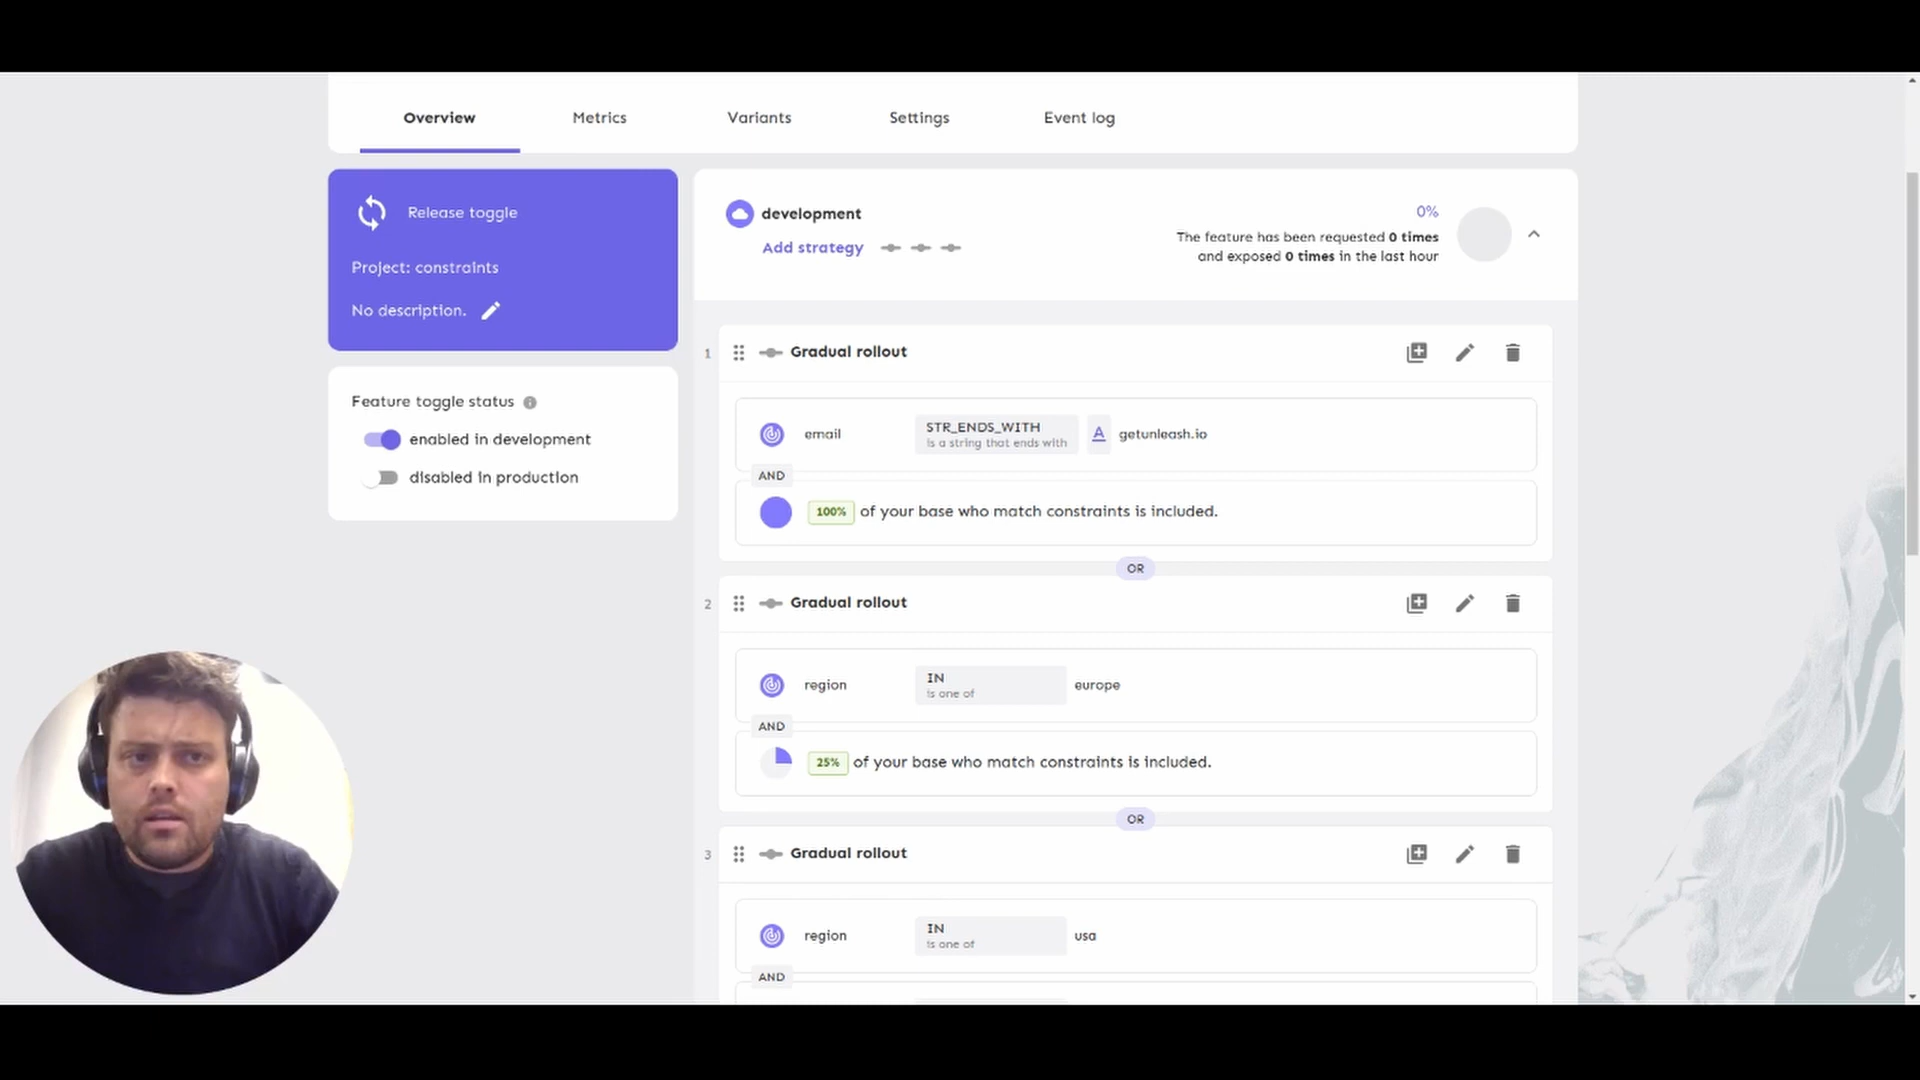 Overview
Metrics
Variants
Settings
Event log
Release toggle
Project: constraints
No description.
Feature toggle status
enabled in development
disabled in production
development
Add strategy
0%
The feature has been requested 0 times
and exposed 0 times in the last hour
1
Gradual rollout
email
STR_ENDS_WITH
is a string that ends with
A
getunleash.io
AND
100% of your base who match constraints is included.
OR
2
Gradual rollout
region
IN
is one of
europe
AND
25% of your base who match constraints is included.
OR
3
Gradual rollout
region
IN
is one of
usa
AND